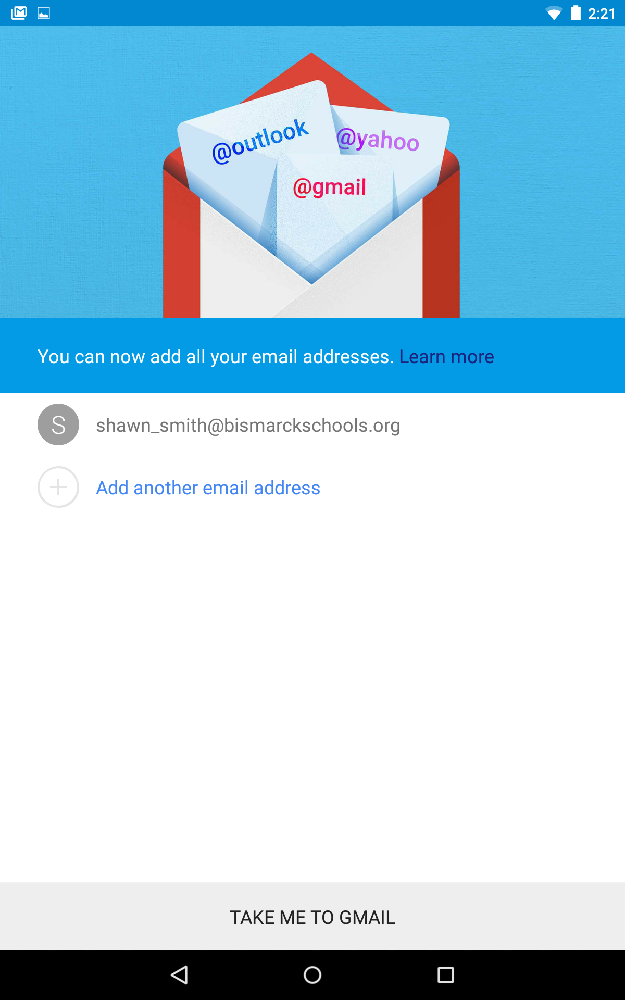 2:21
@outlook
@yahoo
@gmail
You can now add all your email addresses. Learn more
S
shawn_smith@bismarckschools.org
Add another email address
TAKE ME TO GMAIL